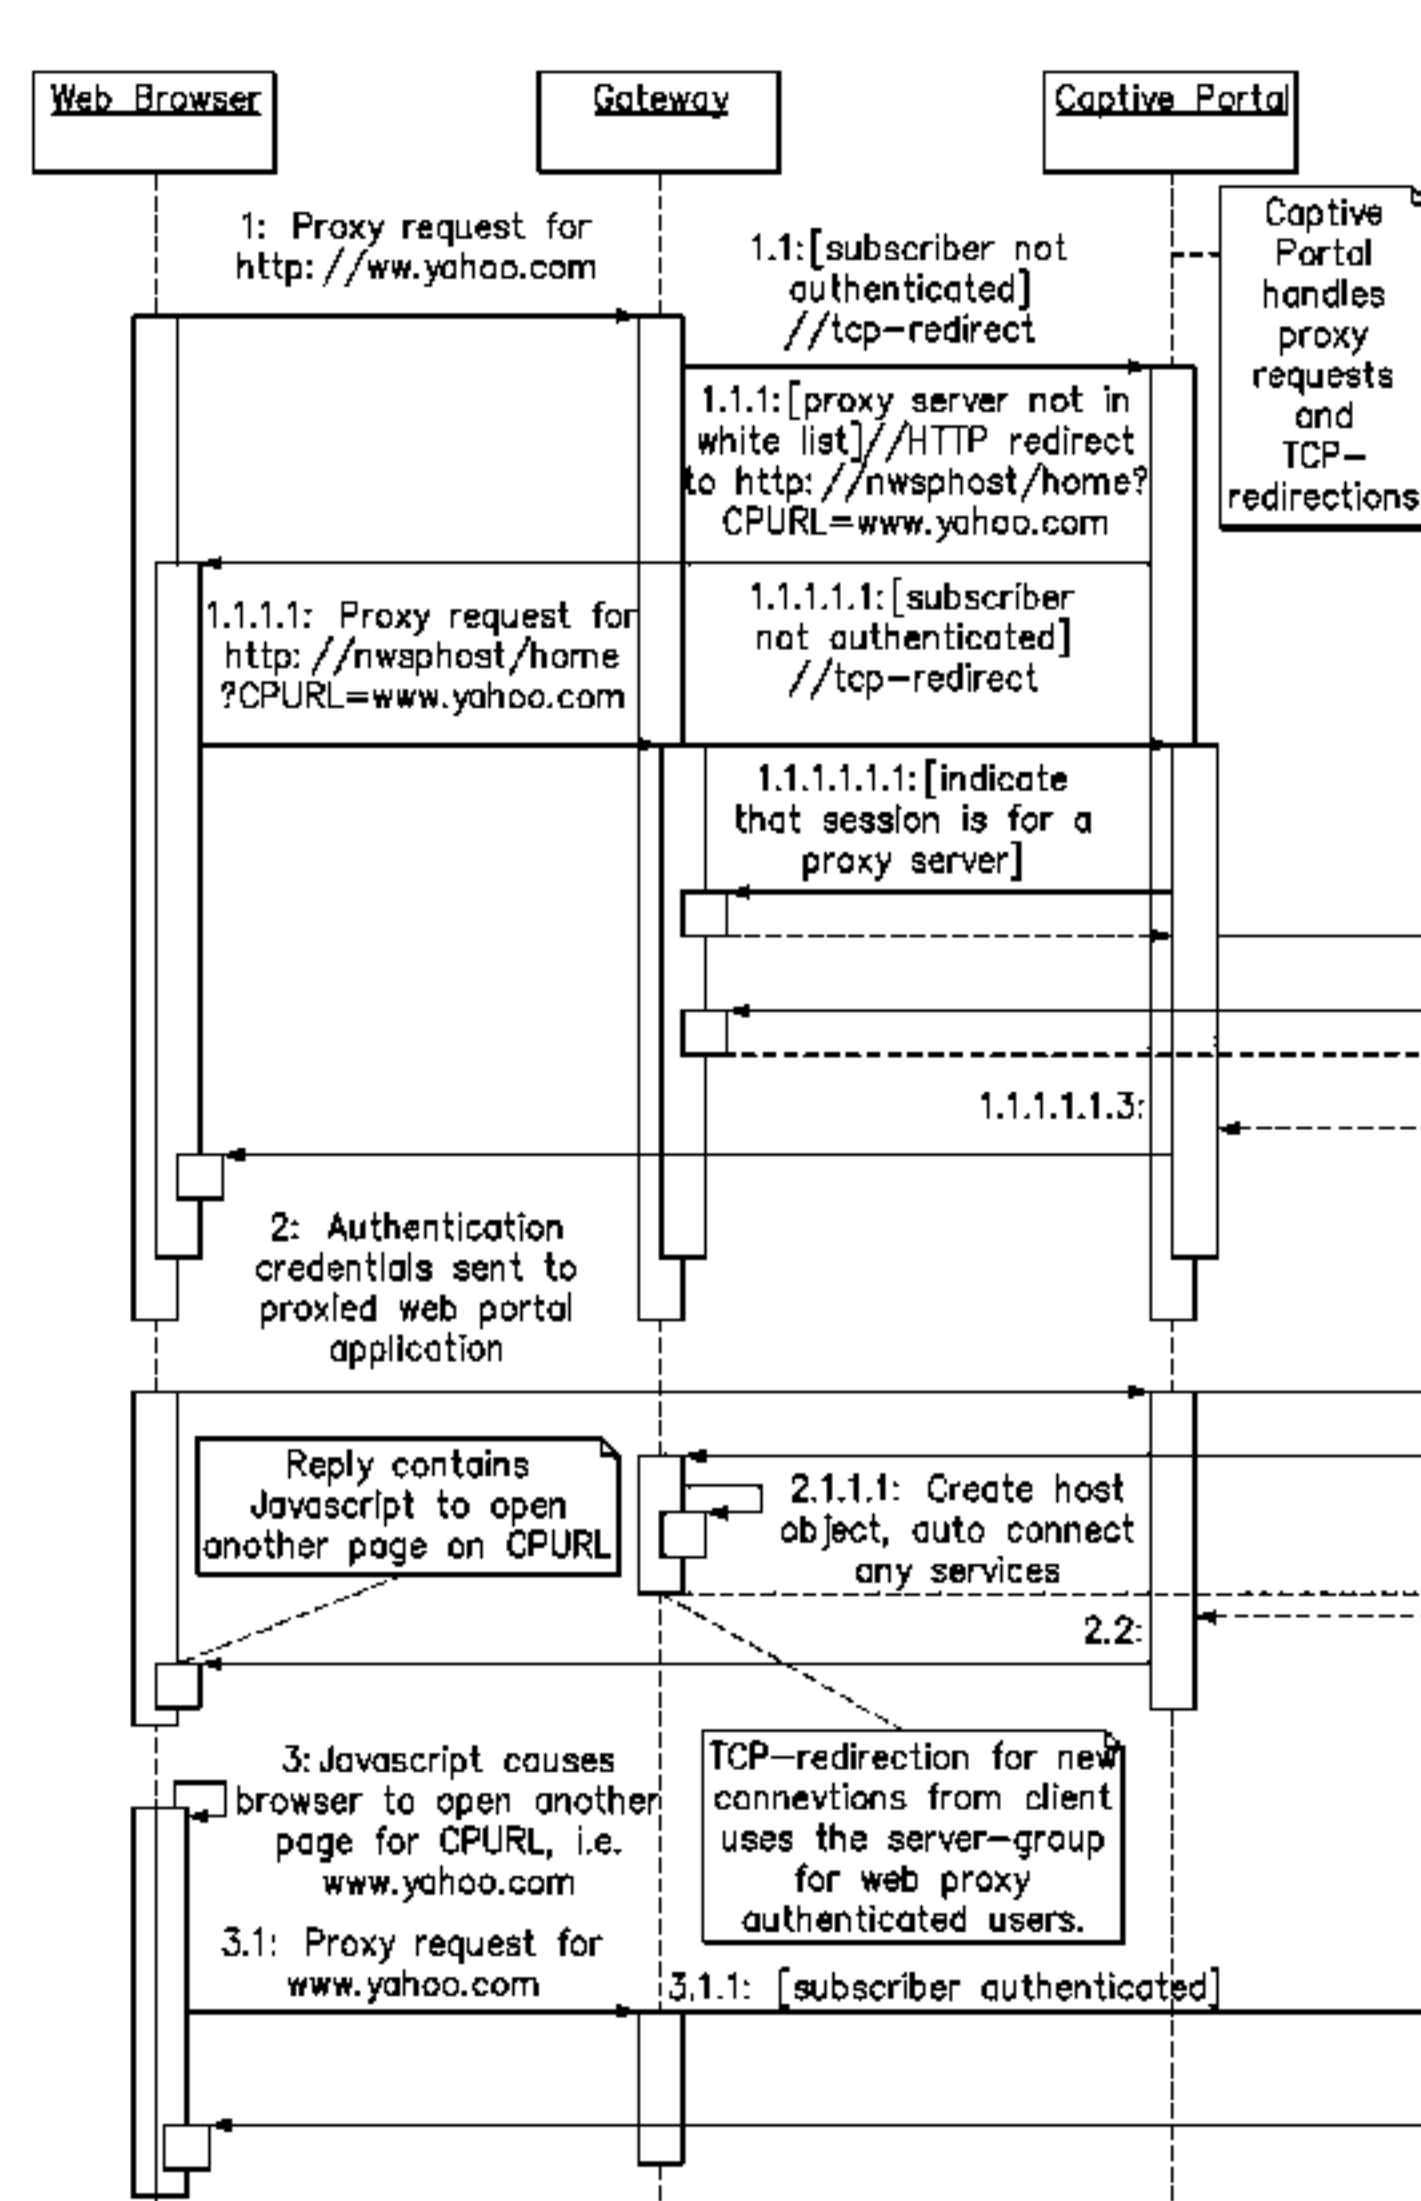 Web Browser
Gateway
Captive Portal
1: Proxy request for
http://ww.yahoo.com
1.1:[subscriber not
authenticated]
//tcp-redirect
Captive
Portal
handles
proxy
requests
and
TCP-
redirections
1.1.1:[proxy server not in
white list]//HTTP redirect
to http://nwsphost/home?
CPURL=www.yahoo.com
1.1.1.1: Proxy request for
http://nwsphost/home
?CPURL=www.yahoo.com
1.1.1.1.1:[subscriber
not authenticated]
//tcp-redirect
1.1.1.1.1.1:[indicate
that session is for a
proxy server]
1.1.1.1.1.3:
2: Authentication
credentials sent to
proxied web portal
application
Reply contains
Javascript to open
another page on CPURL
2.1.1.1: Create host
object, auto connect
any services
2.2:
3:Javascript causes
browser to open another
page for CPURL, i.e.
www.yahoo.com
TCP-redirection for new
connevtions from client
uses the server-group
for web proxy
authenticated users.
3.1: Proxy request for
www.yahoo.com
3.1.1: [subscriber authenticated]